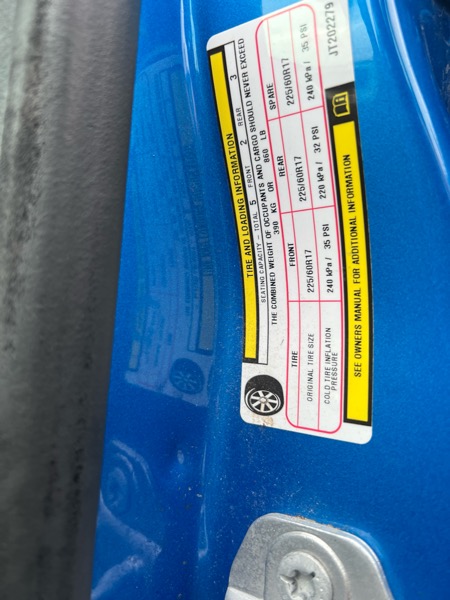 TIRE AND LOADING INFORMATION
SEATING CAPACITY - TOTAL 5 FRONT 2 REAR 3
THE COMBINED WEIGHT OF OCCUPANTS AND CARGO SHOULD NEVER EXCEED
390 KG OR 860 LB
TIRE FRONT REAR SPARE
ORIGINAL TIRE SIZE 225/60R17 225/60R17 225/60R17
COLD TIRE INFLATION PRESSURE 240 kPa / 35 PSI 220 kPa / 32 PSI 240 kPa / 35 PSI
SEE OWNERS MANUAL FOR ADDITIONAL INFORMATION
JT202279